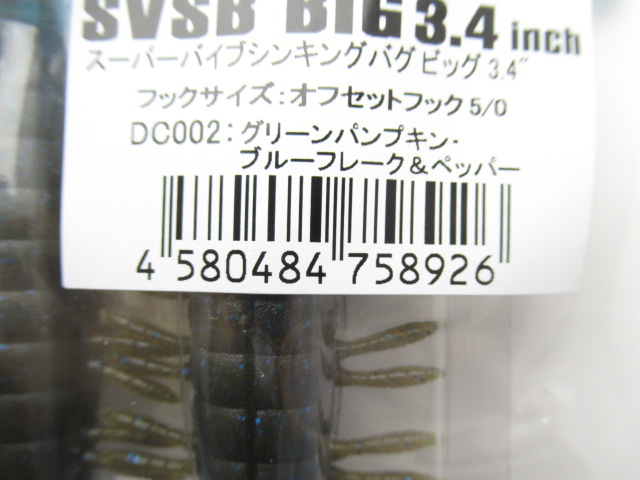 SVSB BIG 3.4 inch
スーパーバイブシンキングバグ ビッグ 3.4"
フックサイズ:オフセットフック 5/0
DC002:グリーンパンプキン・
ブルーフレーク&ペッパー
4 580484 758926